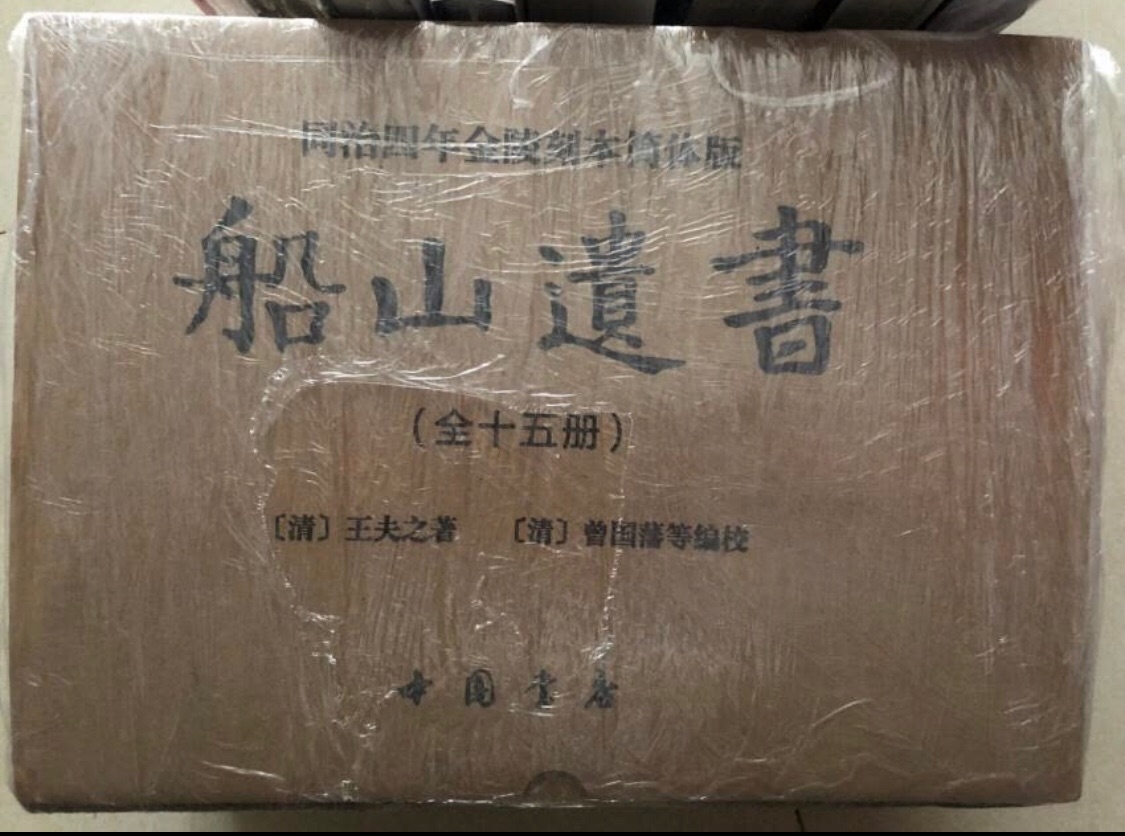 同治四年金陵刻本简体版
船山遺書
（全十五册）
〔清〕王夫之著 〔清〕曾国藩等编校
中国书店